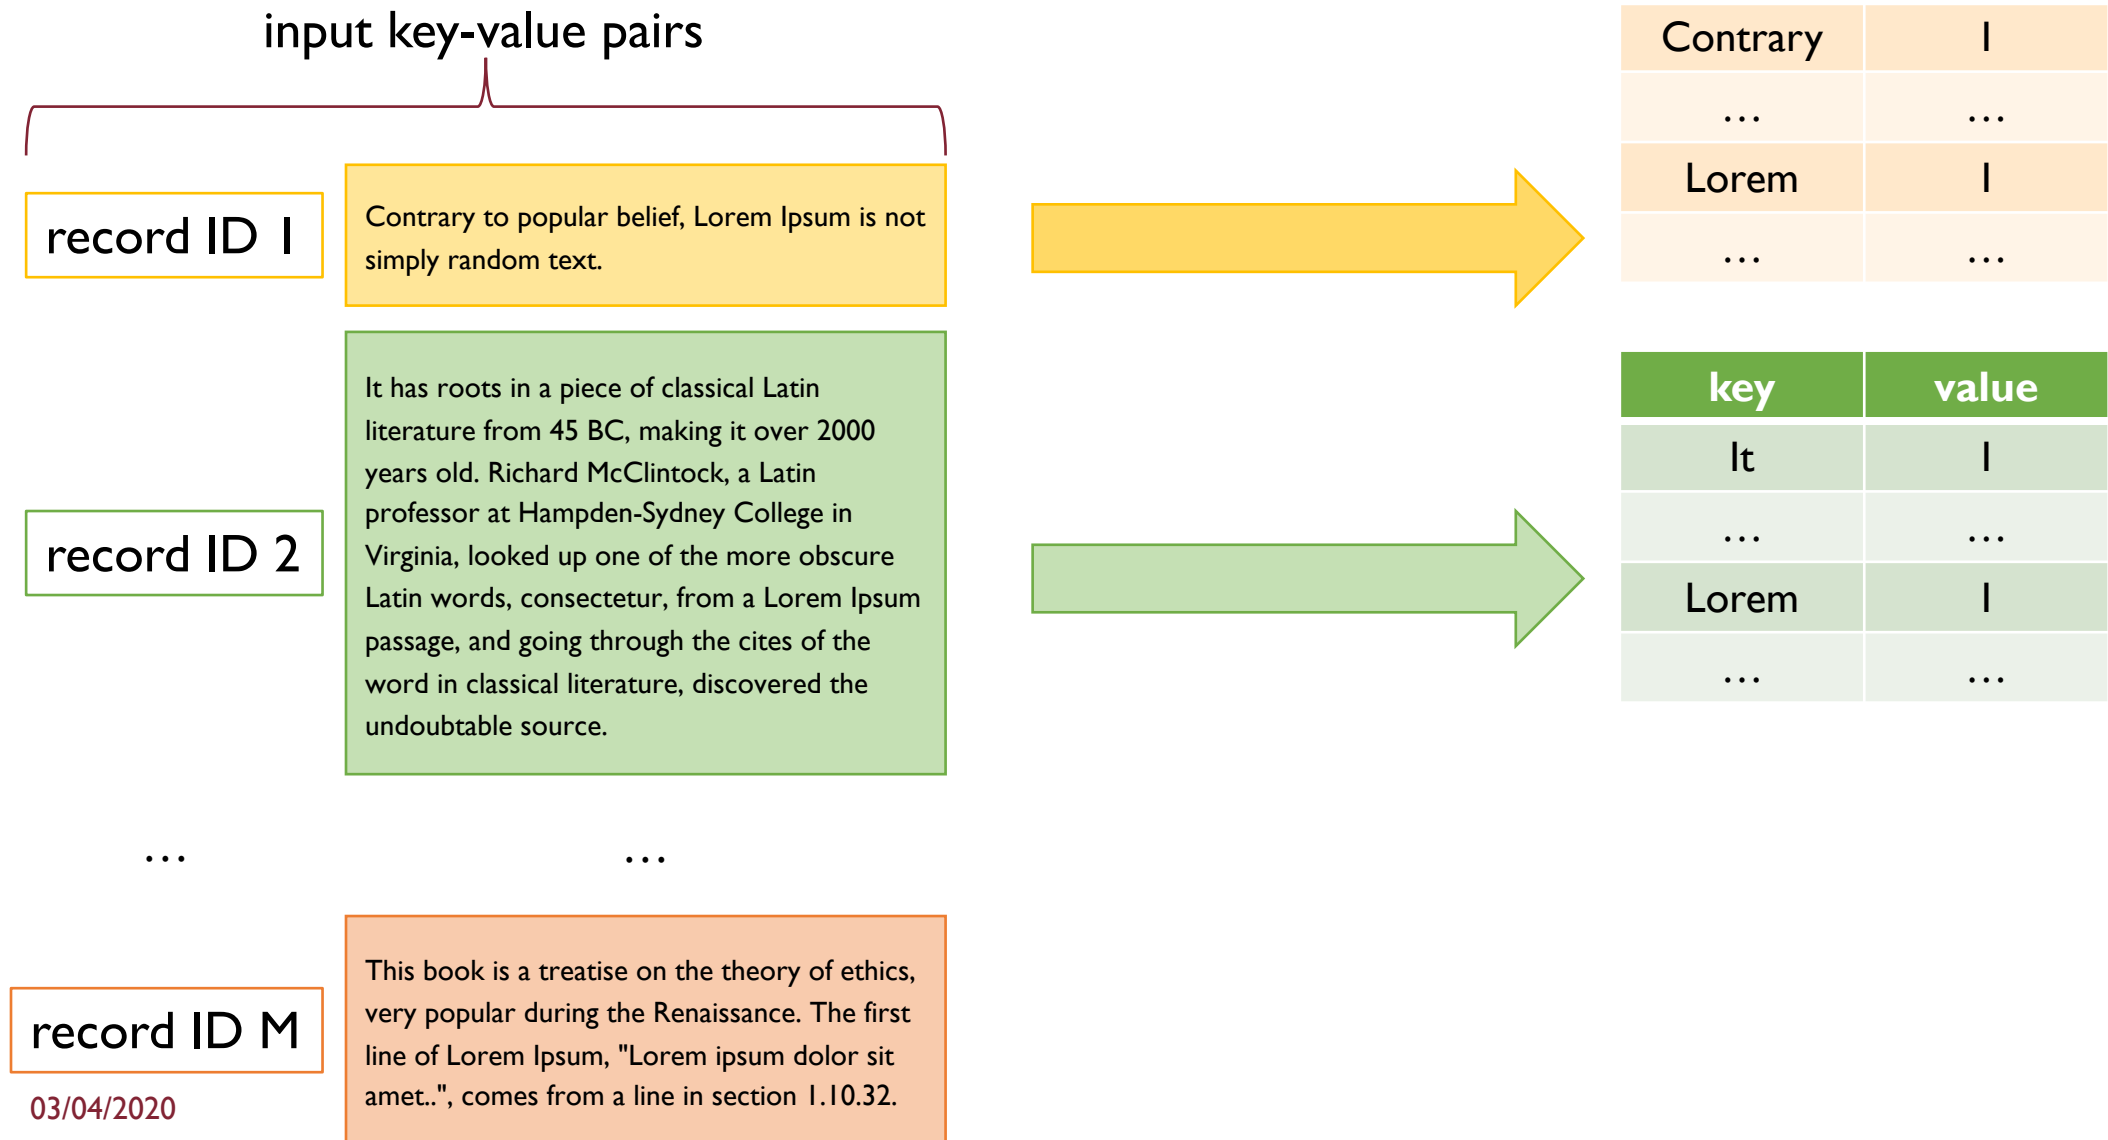 input key-value pairs
record ID 1
Contrary to popular belief, Lorem Ipsum is not
simply random text.
Contrary 1
… …
Lorem 1
… …
record ID 2
It has roots in a piece of classical Latin
literature from 45 BC, making it over 2000
years old. Richard McClintock, a Latin
professor at Hampden-Sydney College in
Virginia, looked up one of the more obscure
Latin words, consectetur, from a Lorem Ipsum
passage, and going through the cites of the
word in classical literature, discovered the
undoubtable source.
key value
It 1
… …
Lorem 1
… …
… …
record ID M
This book is a treatise on the theory of ethics,
very popular during the Renaissance. The first
line of Lorem Ipsum, "Lorem ipsum dolor sit
amet..", comes from a line in section 1.10.32.
03/04/2020